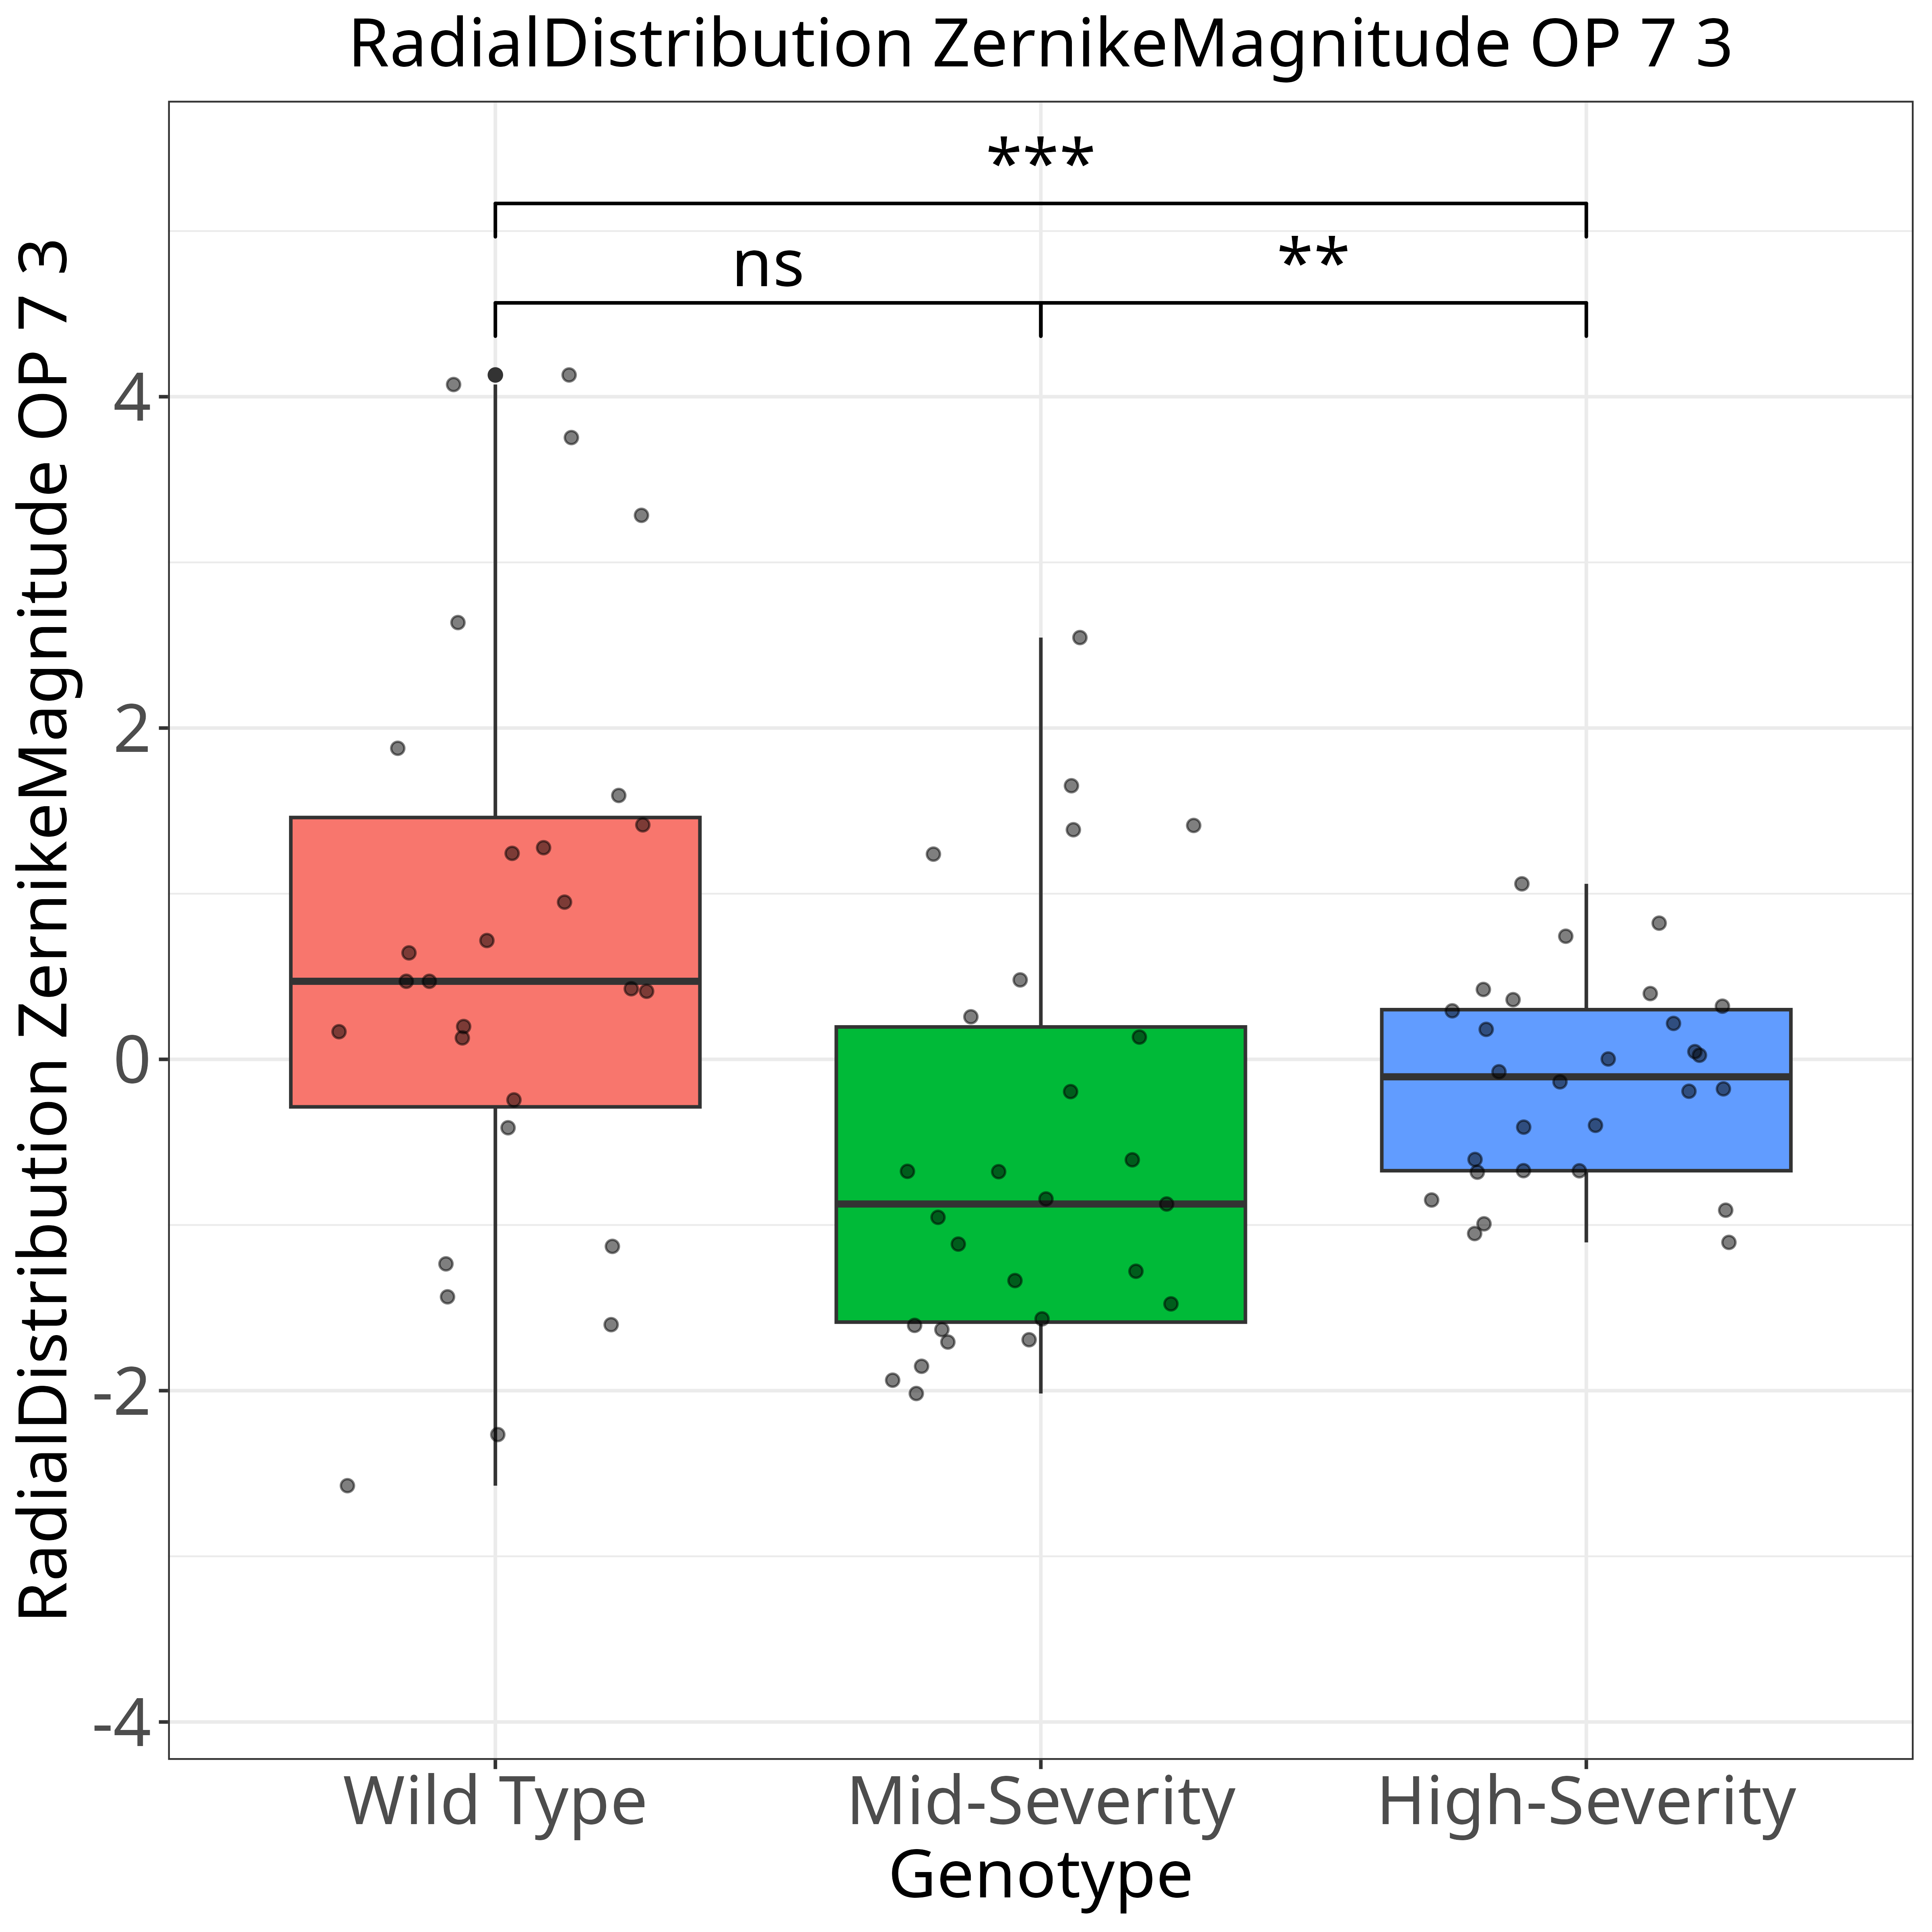 RadialDistribution ZernikeMagnitude OP 7 3
RadialDistribution ZernikeMagnitude OP 7 3
***
ns
**
4
2
0
-2
-4
Wild Type
Mid-Severity
High-Severity
Genotype